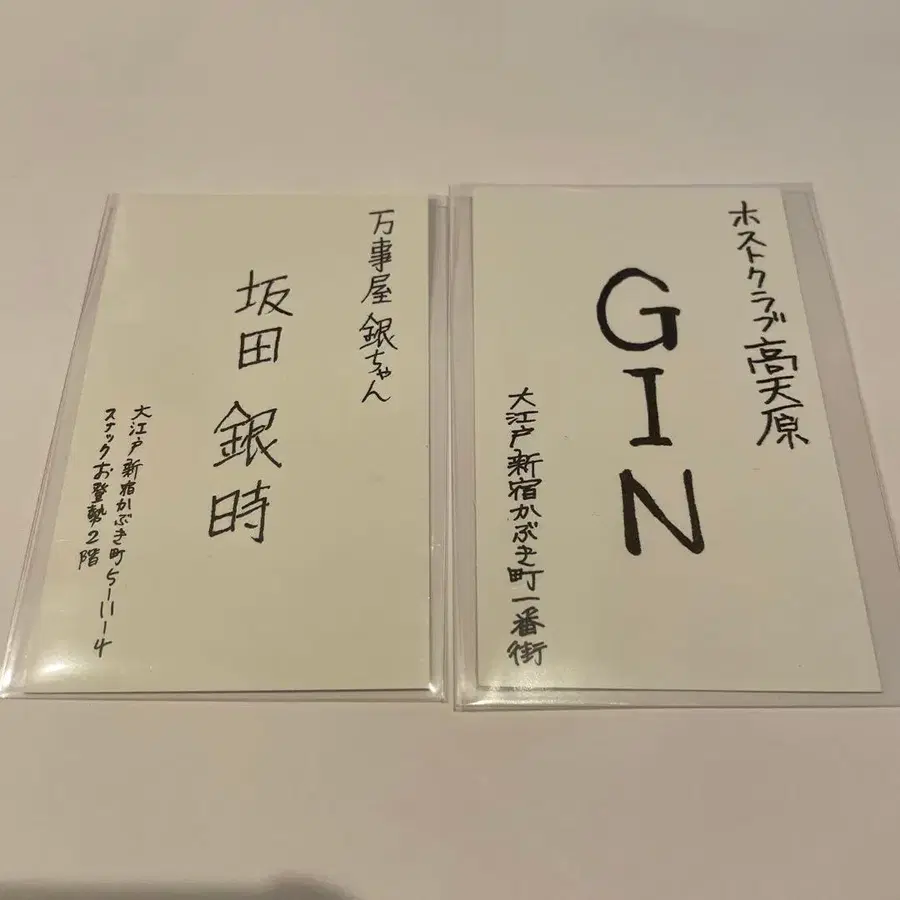 万事屋 銀ちゃん
坂田 銀時
大江戸新宿かぶき町5-11-4
スナックお登勢2階
ホストクラブ高天原
GIN
大江戸新宿かぶき町一番街